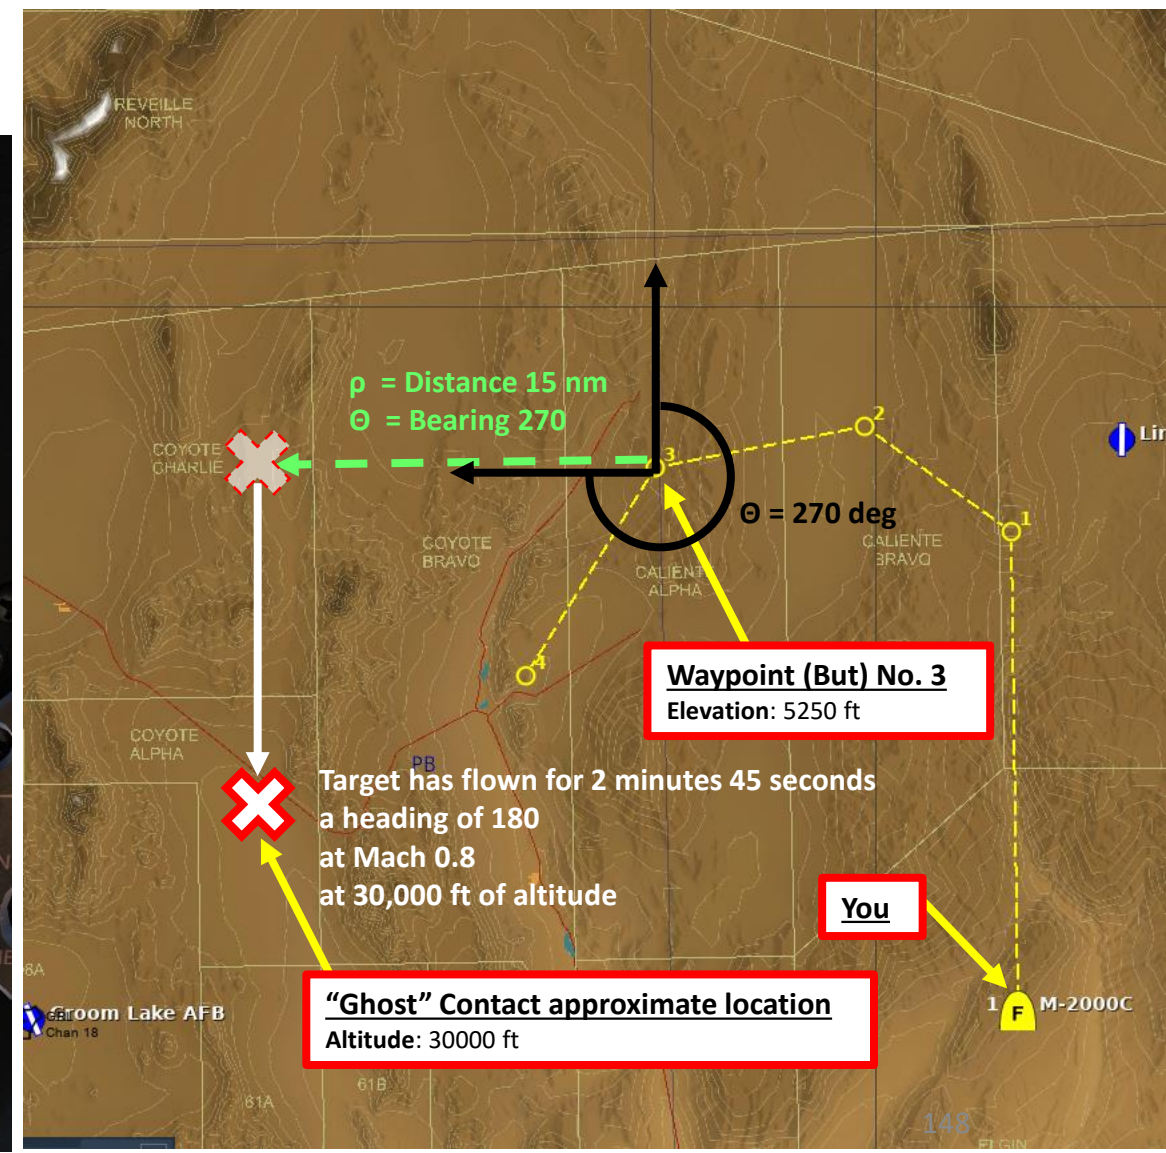 REVEILLE
NORTH
ρ  = Distance 15 nm
Θ  = Bearing 270
2
Lin
COYOTE
CHARLIE
3
Θ = 270 deg
1
COYOTE
BRAVO
CALIENTE
BRAVO
CALIENT
ALPHA
4
Waypoint (But) No. 3
Elevation: 5250 ft
COYOTE
ALPHA
PB
Target has flown for 2 minutes 45 seconds
a heading of 180
at Mach 0.8
at 30,000 ft of altitude
You
"Ghost" Contact approximate location
Altitude: 30000 ft
Groom Lake AFB
Chan 18
1
F
M-2000C
61B
61A
148
ELGIN